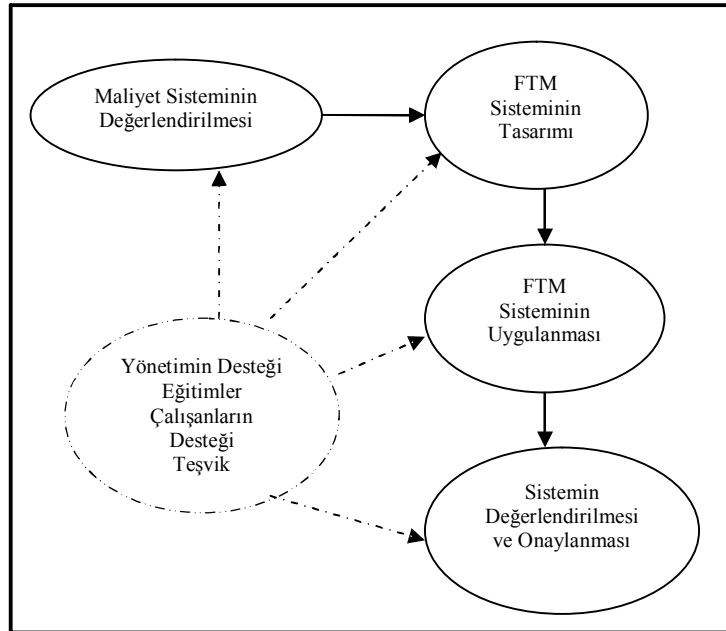 Maliyet Sisteminin
Değerlendirilmesi
FTM
Sisteminin
Tasarımı
FTM
Sisteminin
Uygulanması
Yönetimin Desteği
Eğitimler
Çalışanların
Desteği
Teşvik
Sistemin
Değerlendirilmesi
ve Onaylanması